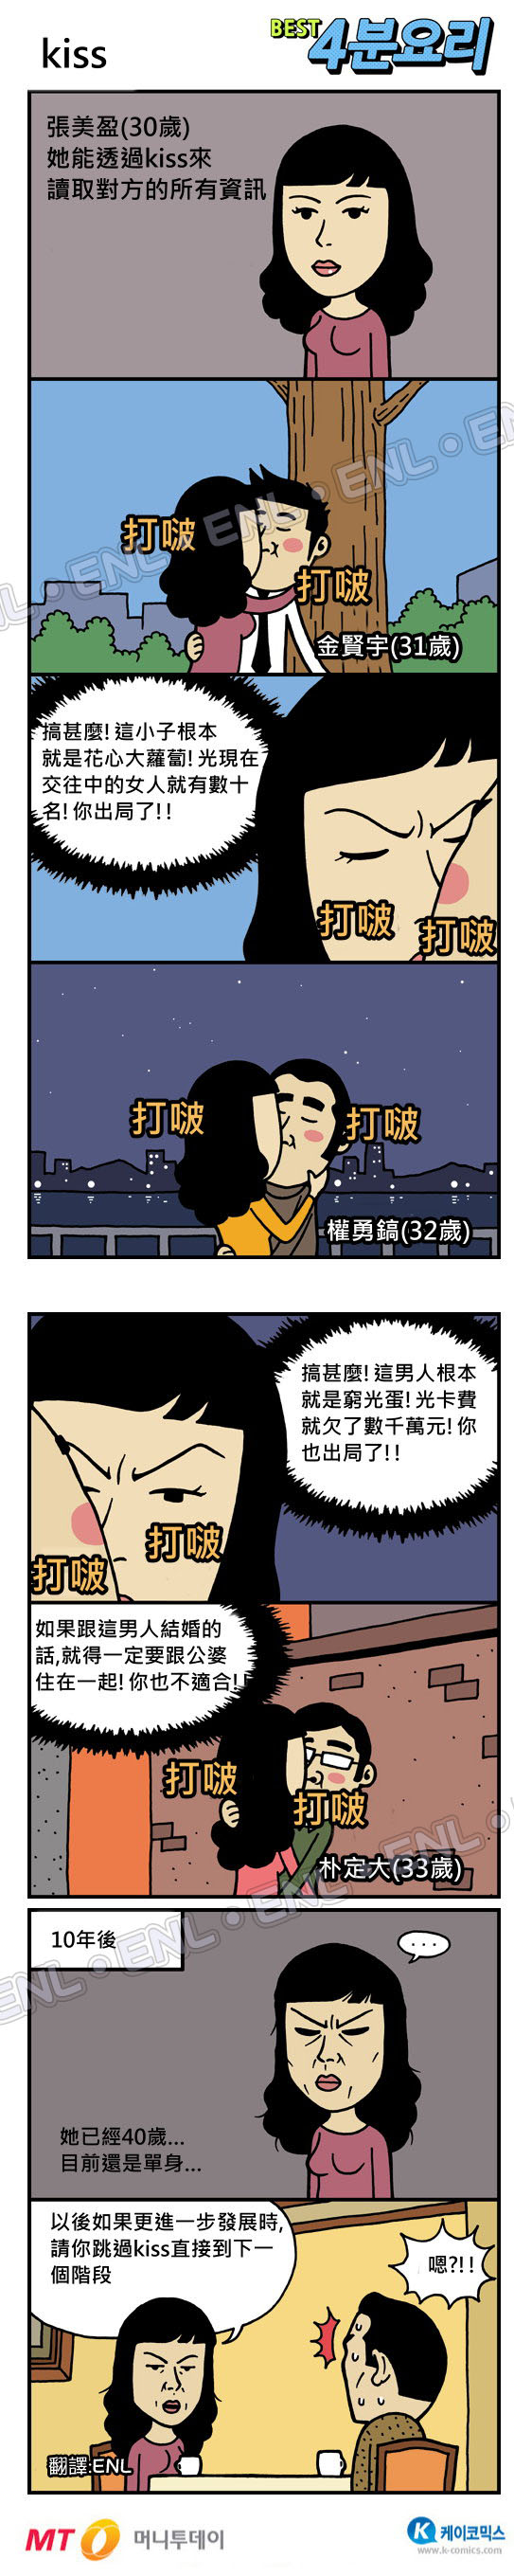 kiss
BEST
4분요리
張美盈(30歲)
她能透過kiss來
讀取對方的所有資訊
打啵
打啵
金賢宇(31歲)
ENL • ENL • ENL • ENL • EN
搞甚麼! 這小子根本
就是花心大蘿蔔! 光現在
交往中的女人就有數十
名! 你出局了!!
打啵
打啵
打啵
打啵
權勇鎬(32歲)
搞甚麼! 這男人根本
就是窮光蛋! 光卡費
就欠了數千萬元! 你
也出局了!!
打啵
打啵
如果跟這男人結婚的
話,就得一定要跟公婆
住在一起! 你也不適合!!
打啵
打啵
朴定大(33歲)
ENL • ENL • ENL • ENL •
10年後
...
她已經40歲...
目前還是單身...
以後如果更進一步發展時,
請你跳過kiss直接到下一
個階段
嗯?!!
翻譯:ENL
MT 머니투데이
K 케이코믹스
www.k-comics.com